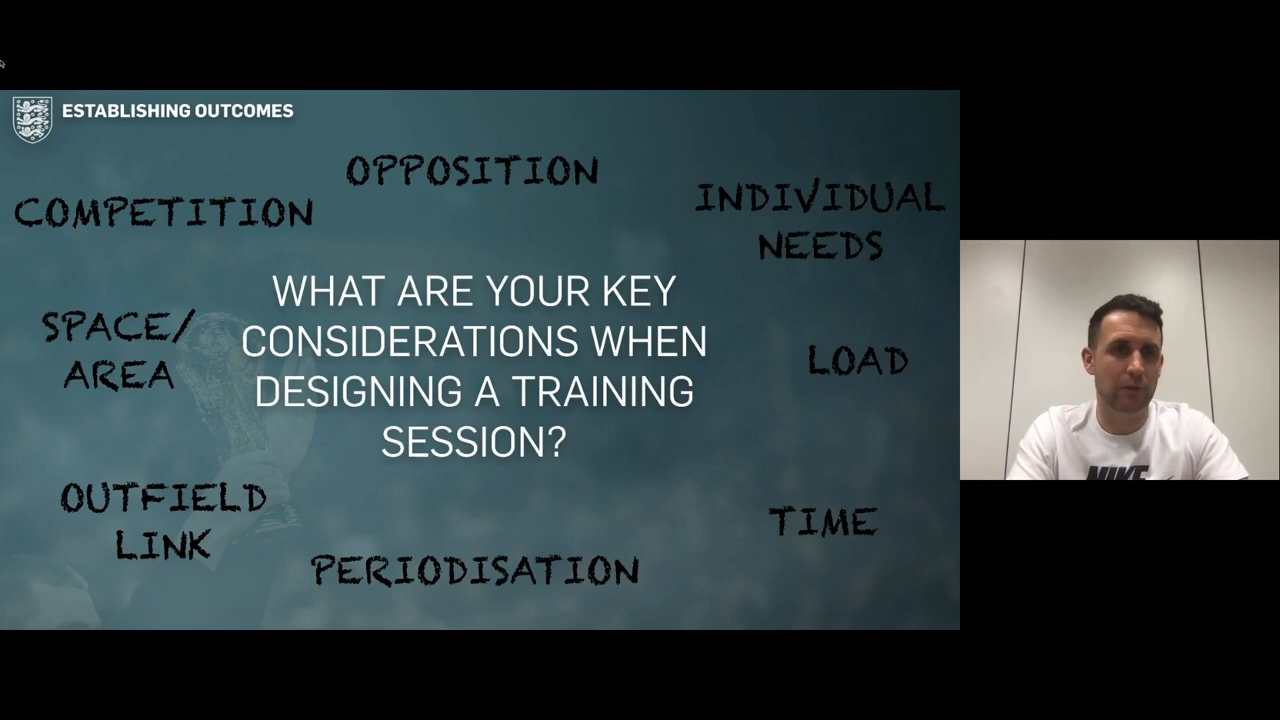 ESTABLISHING OUTCOMES
OPPOSITION
COMPETITION
INDIVIDUAL
NEEDS
WHAT ARE YOUR KEY
CONSIDERATIONS WHEN
DESIGNING A TRAINING
SESSION?
SPACE/
AREA
LOAD
OUTFIELD
LINK
TIME
PERIODISATION
NIKE